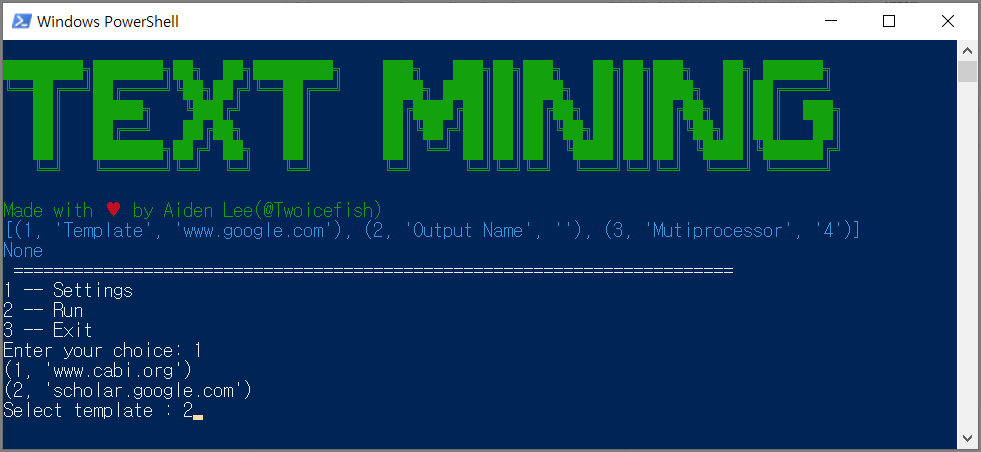 Windows PowerShell
TEXT MINING
Made with ♥ by Aiden Lee(@Twoicefish)
[(1, 'Template', 'www.google.com'), (2, 'Output Name', ''), (3, 'Mutiprocessor', '4')]
None
========================================================================
1 -- Settings
2 -- Run
3 -- Exit
Enter your choice: 1
(1, 'www.cabi.org')
(2, 'scholar.google.com')
Select template : 2